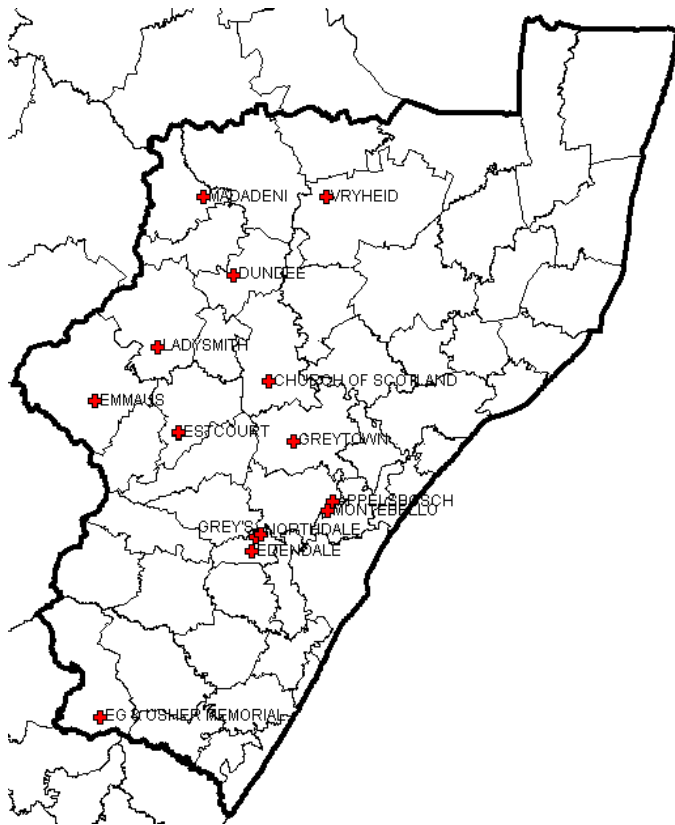 MADADENI
VRYHEID
DUNDEE
LADYSMITH
CHURCH OF SCOTLAND
EMMAUS
ESTCOURT
GREYTOWN
APPELSBOSCH
MONTEBELLO
GREY'S
NORTHDALE
EDENDALE
EG & USHER MEMORIAL